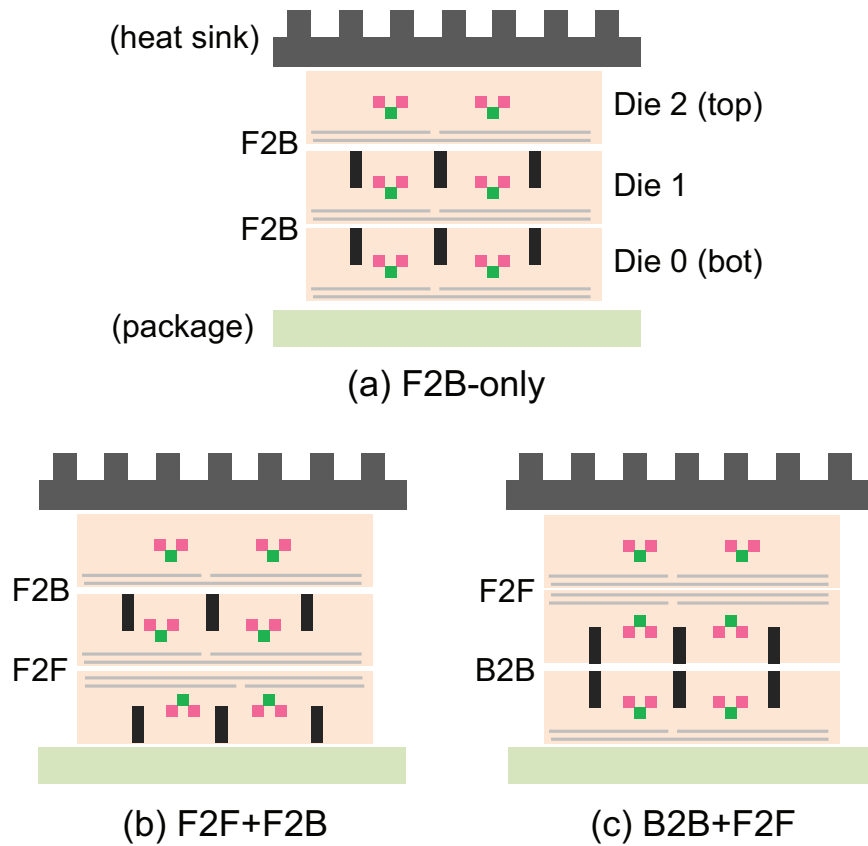 (heat sink)
Die 2 (top)
F2B
Die 1
F2B
Die 0 (bot)
(package)
(a) F2B-only
F2B
F2F
F2F
B2B
(b) F2F+F2B
(c) B2B+F2F